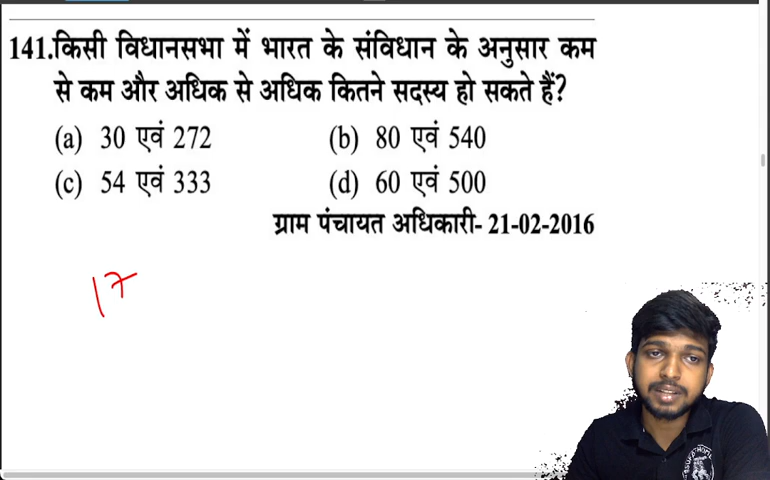 141.किसी विधानसभा में भारत के संविधान के अनुसार कम
से कम और अधिक से अधिक कितने सदस्य हो सकते हैं?
(a) 30 एवं 272 (b) 80 एवं 540
(c) 54 एवं 333 (d) 60 एवं 500
ग्राम पंचायत अधिकारी- 21-02-2016
17